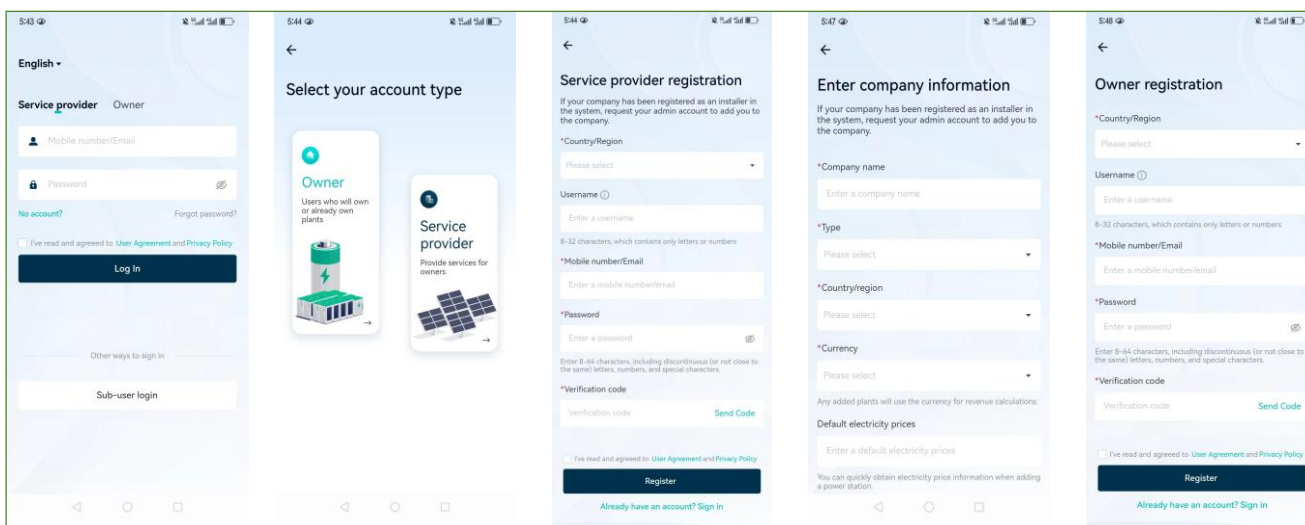 5:43
English
Service provider Owner
Mobile number/Email
Password
No account? Forgot password?
I've read and agreeed to User Agreement and Privacy Policy
Log In
Other ways to sign in
Sub-user login
5:44
Select your account type
Owner
Users who will own
or already own
plants
Service
provider
Provide services for
owners
5:44
Service provider registration
If your company has been registered as an installer in
the system, request your admin account to add you to
the company.
*Country/Region
Please select
Username
Enter a username
8-32 characters, which contains only letters or numbers
*Mobile number/Email
Enter a mobile number/email
*Password
Enter a password
Enter 8-64 characters, including discontinuous (or not close to
the same) letters, numbers, and special characters.
*Verification code
Verification code Send Code
I've read and agreeed to User Agreement and Privacy Policy
Register
Already have an account? Sign in
5:47
Enter company information
If your company has been registered as an installer in
the system, request your admin account to add you to
the company.
*Company name
Enter a company name
*Type
Please select
*Country/region
Please select
*Currency
Please select
Any added plants will use the currency for revenue calculations.
Default electricity prices
Enter a default electricity prices
You can quickly obtain electricity price information when adding
a power station.
5:48
Owner registration
*Country/Region
Please select
Username
Enter a username
8-32 characters, which contains only letters or numbers
*Mobile number/Email
Enter a mobile number/email
*Password
Enter a password
Enter 8-64 characters, including discontinuous (or not close to
the same) letters, numbers, and special characters.
*Verification code
Verification code Send Code
I've read and agreeed to User Agreement and Privacy Policy
Register
Already have an account? Sign in